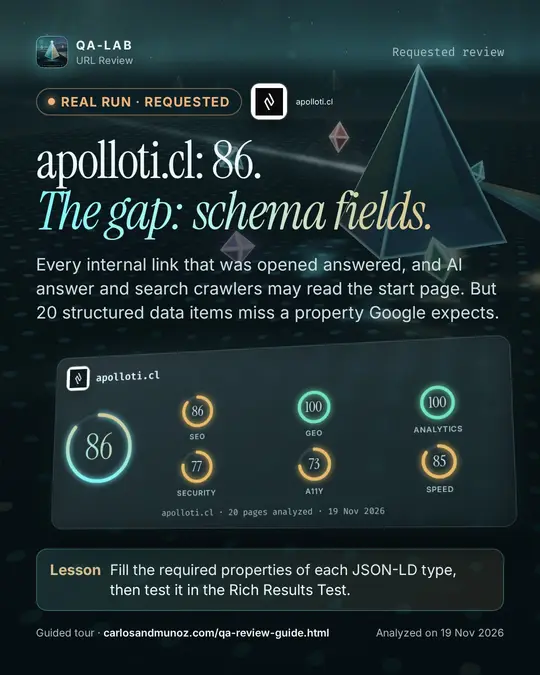 QA-LAB
URL Review
Requested review
REAL RUN · REQUESTED
apolloti.cl
apolloti.cl: 86.
The gap: schema fields.
Every internal link that was opened answered, and AI
answer and search crawlers may read the start page. But
20 structured data items miss a property Google expects.
apolloti.cl
86
86
SEO
100
GEO
100
ANALYTICS
77
SECURITY
73
A11Y
85
SPEED
apolloti.cl · 20 pages analyzed · 19 Nov 2026
Lesson Fill the required properties of each JSON-LD type,
then test it in the Rich Results Test.
Guided tour · carlosandmunoz.com/qa-review-guide.html
Analyzed on 19 Nov 2026